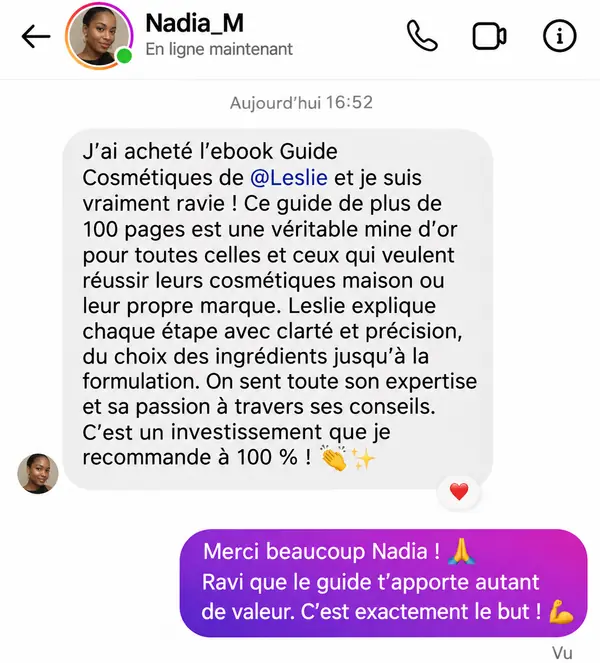 Nadia_M
En ligne maintenant
Aujourd’hui 16:52
J’ai acheté l’ebook Guide
Cosmétiques de @Leslie et je suis
vraiment ravie ! Ce guide de plus de
100 pages est une véritable mine d’or
pour toutes celles et ceux qui veulent
réussir leurs cosmétiques maison ou
leur propre marque. Leslie explique
chaque étape avec clarté et précision,
du choix des ingrédients jusqu’à la
formulation. On sent toute son expertise
et sa passion à travers ses conseils.
C’est un investissement que je
recommande à 100 % ! 👏✨
Merci beaucoup Nadia ! 🙏
Ravi que le guide t’apporte autant
de valeur. C’est exactement le but ! 💪
Vu